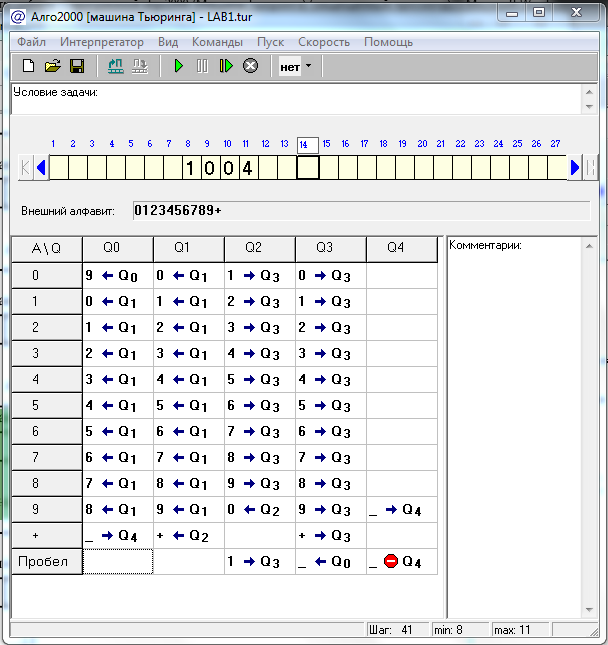 Алго2000 [машина Тьюринга] - LAB1.tur
Файл Интерпретатор Вид Команды Пуск Скорость Помощь
нет
Условие задачи:
1 2 3 4 5 6 7 8 9 10 11 12 13 14 15 16 17 18 19 20 21 22 23 24 25 26 27
1 0 0 4
Внешний алфавит: 0123456789+
A\Q Q0 Q1 Q2 Q3 Q4 Комментарии:
0 9 ← Q0 0 ← Q1 1 → Q3 0 → Q3
1 0 ← Q1 1 ← Q1 2 → Q3 1 → Q3
2 1 ← Q1 2 ← Q1 3 → Q3 2 → Q3
3 2 ← Q1 3 ← Q1 4 → Q3 3 → Q3
4 3 ← Q1 4 ← Q1 5 → Q3 4 → Q3
5 4 ← Q1 5 ← Q1 6 → Q3 5 → Q3
6 5 ← Q1 6 ← Q1 7 → Q3 6 → Q3
7 6 ← Q1 7 ← Q1 8 → Q3 7 → Q3
8 7 ← Q1 8 ← Q1 9 → Q3 8 → Q3
9 8 ← Q1 9 ← Q1 0 ← Q2 9 → Q3 _ → Q4
+ _ → Q4 + ← Q2 + → Q3
Пробел 1 → Q3 _ ← Q0 _ Q4
Шаг: 41 min: 8 max: 11